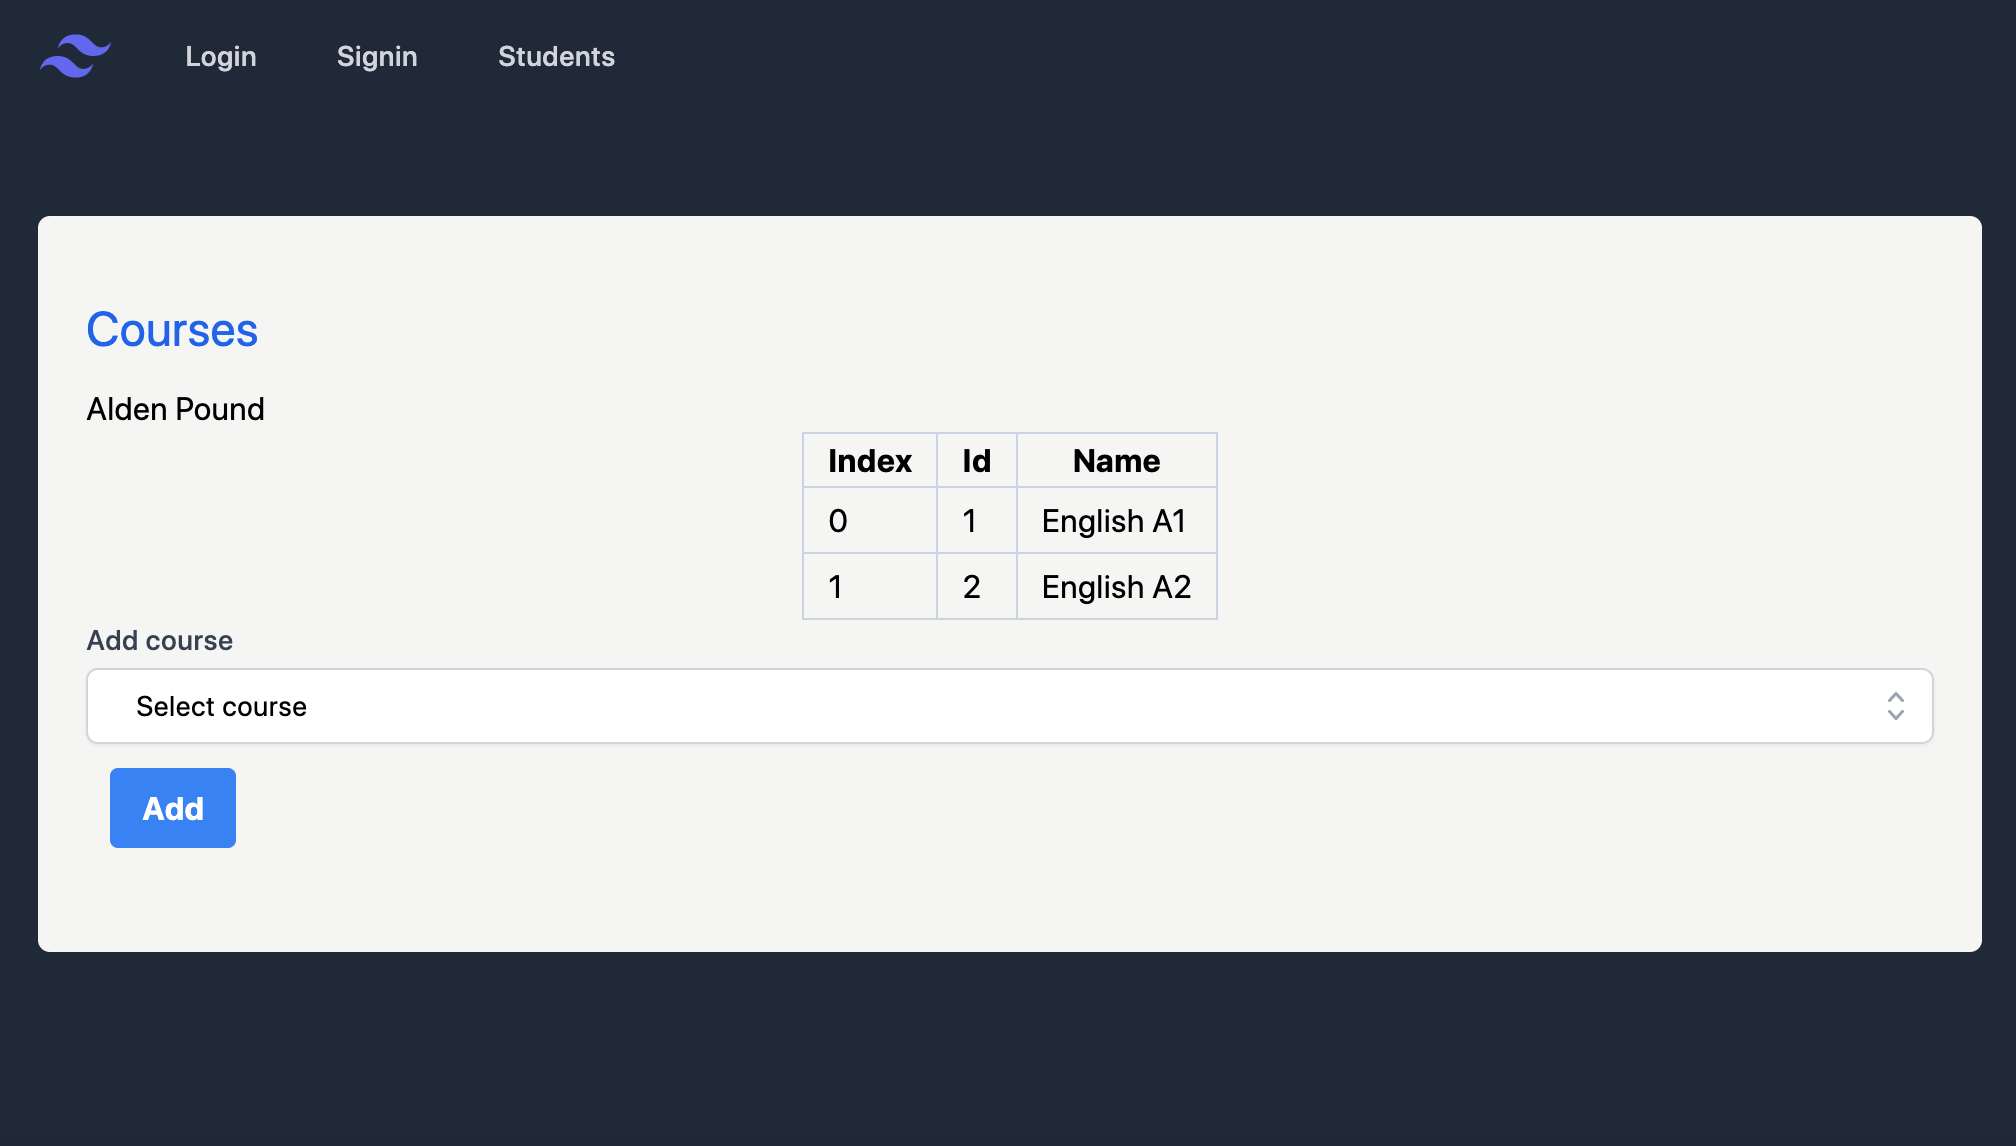 Login Signin Students
Courses
Alden Pound
Index Id Name
0 1 English A1
1 2 English A2
Add course
Select course
Add